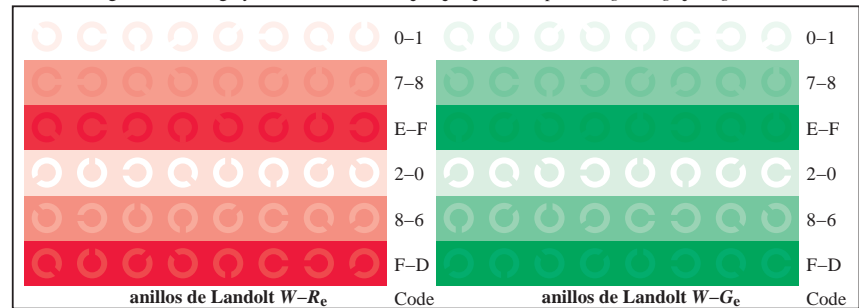 0–1 0–1
7–8 7–8
E–F E–F
2–0 2–0
8–6 8–6
F–D F–D
anillos de Landolt W–Re Code anillos de Landolt W–Ge Code